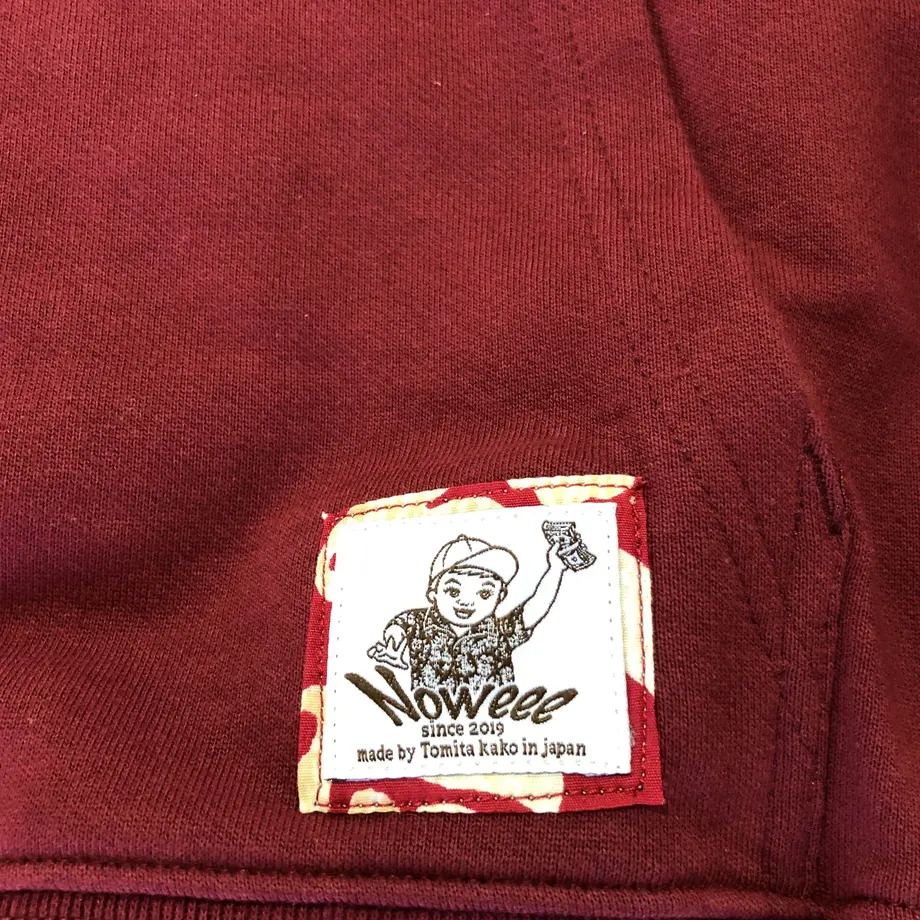 Noweee
since 2019
made by Tomita kako in japan